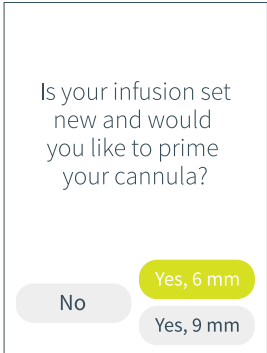 Is your infusion set
new and would
you like to prime
your cannula?
Yes, 6 mm
No
Yes, 9 mm